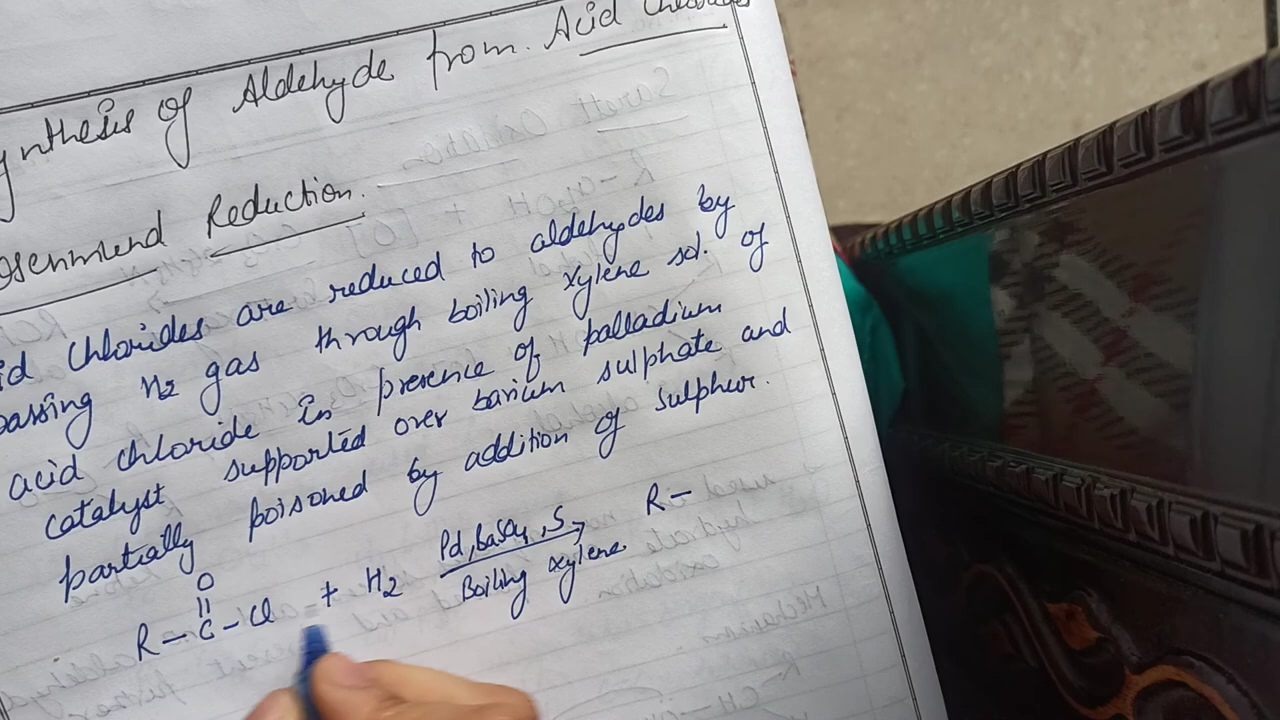 ynthesis of Aldehyde from Acid Chlorides
osenmund Reduction.
id chlorides are reduced to aldehydes by
passing H₂ gas through boiling xylene sol. of
acid chloride in presence of palladium
catalyst supported over barium sulphate and
partially poisoned by addition of sulphur.
O
||
R-C-Cl + H₂ Pd, BaSO₄, S, → R-
Boiling xylene